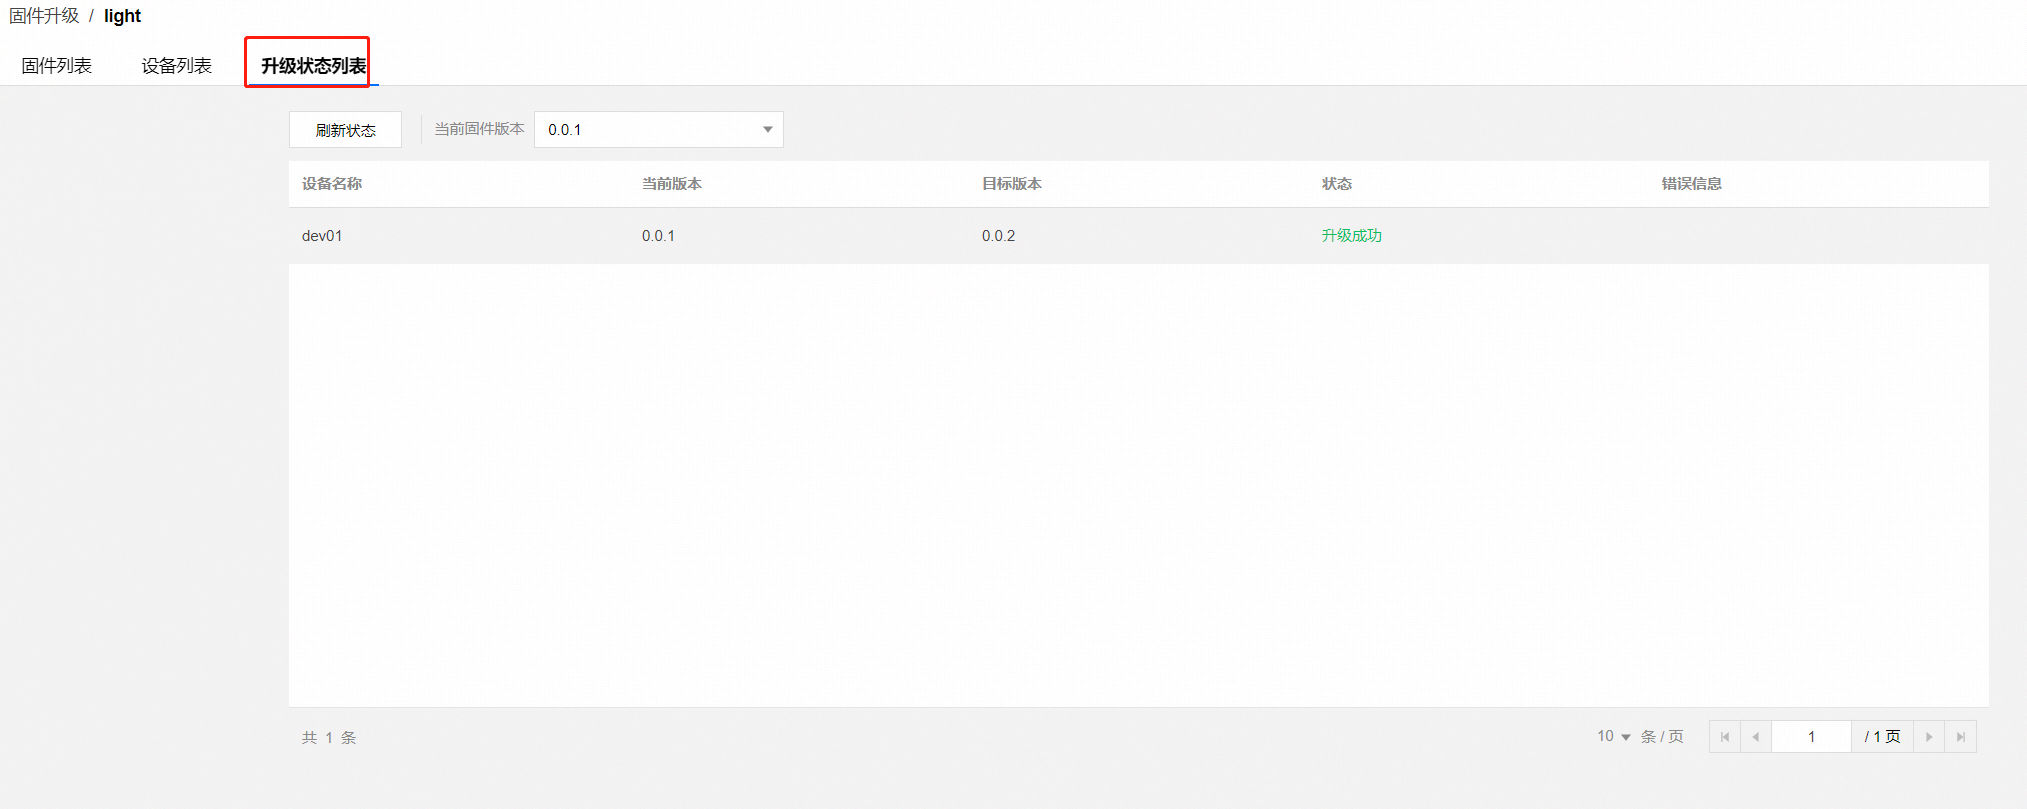 固件升级 / light
固件列表 设备列表 升级状态列表
刷新状态 当前固件版本 0.0.1
设备名称 当前版本 目标版本 状态 错误信息
dev01 0.0.1 0.0.2 升级成功
共 1 条 10 条 / 页 1 / 1 页